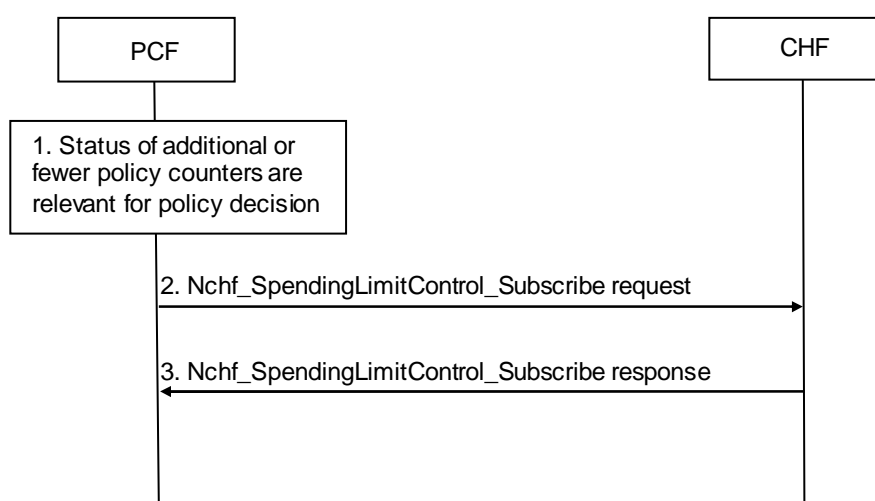 PCF
CHF
1. Status of additional or
fewer policy counters are
relevant for policy decision
2. Nchf_SpendingLimitControl_Subscribe request
3. Nchf_SpendingLimitControl_Subscribe response